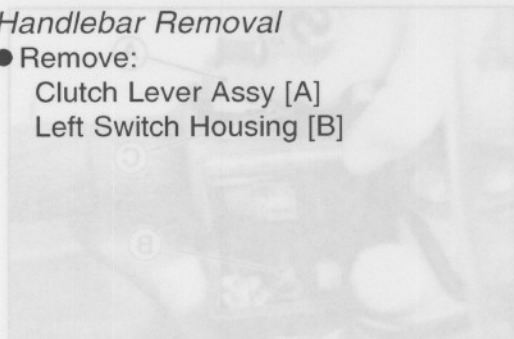 Handlebar Removal
● Remove:
Clutch Lever Assy [A]
Left Switch Housing [B]